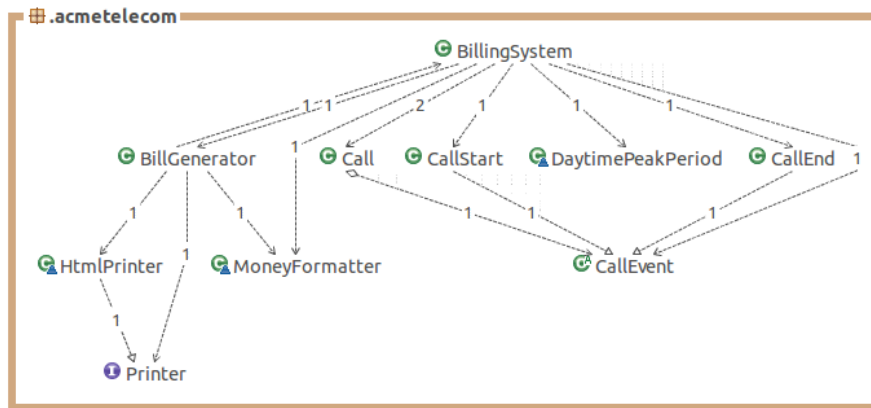 .acmetelecom
C BillingSystem
1 1 1 2 1 1 1
C BillGenerator C Call C CallStart C DaytimePeakPeriod C CallEnd 1
1 1 1 1 1 1
C HtmlPrinter C MoneyFormatter C A CallEvent
1
I Printer